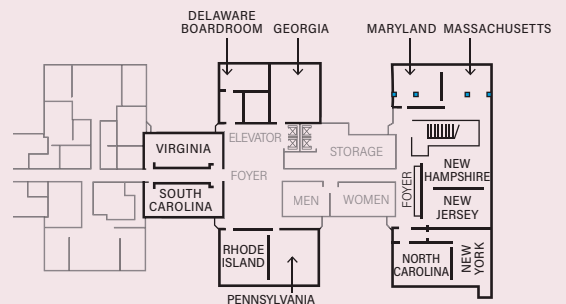 DELAWARE
BOARDROOM
GEORGIA
MARYLAND
MASSACHUSETTS
ELEVATOR
VIRGINIA
STORAGE
FOYER
SOUTH
CAROLINA
MEN
WOMEN
FOYER
NEW
HAMPSHIRE
NEW
JERSEY
RHODE
ISLAND
NORTH
CAROLINA
NEW
YORK
PENNSYLVANIA